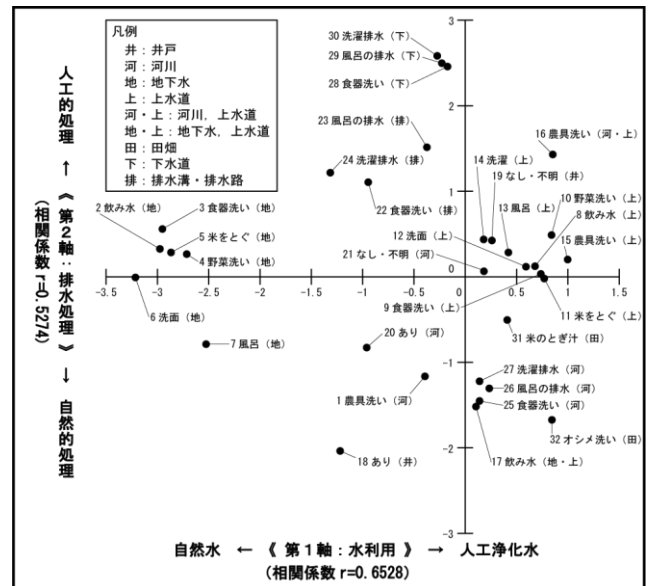 凡例
井：井戸
河：河川
地：地下水
上：上水道
河・上：河川，上水道
地・上：地下水，上水道
田：田畑
下：下水道
排：排水溝・排水路
人工的処理 ↑ 《 第２軸：排水処理 》 ↓ 自然的処理
(相関係数 r=0.5274)
3
2
1
0
-1
-2
-3
-3.5
-3
-2.5
-2
-1.5
-1
-0.5
0
0.5
1
1.5
30 洗濯排水（下）
29 風呂の排水（下）
28 食器洗い（下）
23 風呂の排水（排）
24 洗濯排水（排）
22 食器洗い（排）
16 農具洗い（河・上）
14 洗濯（上）
19 なし・不明（井）
13 風呂（上）
10 野菜洗い（上）
8 飲み水（上）
15 農具洗い（上）
12 洗面（上）
21 なし・不明（河）
9 食器洗い（上）
11 米をとぐ（上）
2 飲み水（地）
3 食器洗い（地）
5 米をとぐ（地）
4 野菜洗い（地）
6 洗面（地）
7 風呂（地）
20 あり（河）
31 米のとぎ汁（田）
1 農具洗い（河）
27 洗濯排水（河）
26 風呂の排水（河）
25 食器洗い（河）
32 オシメ洗い（田）
17 飲み水（地・上）
18 あり（井）
自然水 ← 《 第１軸：水利用 》 → 人工浄化水
(相関係数 r=0.6528)